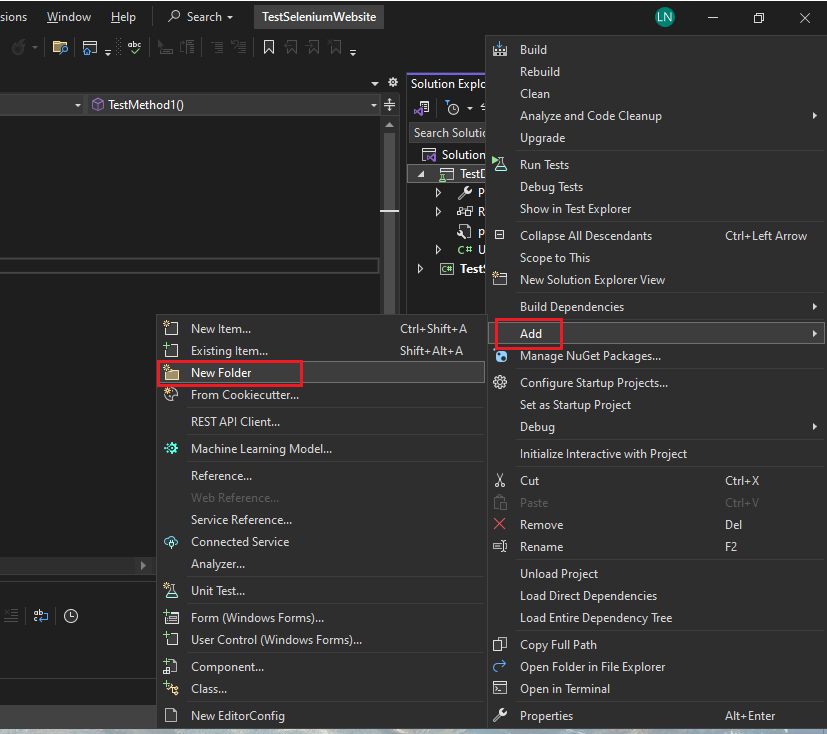 sions Window Help Search TestSeleniumWebsite LN
abc
TestMethod1()
Solution Explo
Search Solutio
Solution
TestD
P
R
p
C# U
C# TestS
Build
Rebuild
Clean
Analyze and Code Cleanup
Upgrade
Run Tests
Debug Tests
Show in Test Explorer
Collapse All Descendants Ctrl+Left Arrow
Scope to This
New Solution Explorer View
Build Dependencies
Add
Manage NuGet Packages...
Configure Startup Projects...
Set as Startup Project
Debug
Initialize Interactive with Project
Cut Ctrl+X
Paste Ctrl+V
Remove Del
Rename F2
Unload Project
Load Direct Dependencies
Load Entire Dependency Tree
Copy Full Path
Open Folder in File Explorer
Open in Terminal
Properties Alt+Enter
New Item... Ctrl+Shift+A
Existing Item... Shift+Alt+A
New Folder
From Cookiecutter...
REST API Client...
Machine Learning Model...
Reference...
Web Reference...
Service Reference...
Connected Service
Analyzer...
Unit Test...
Form (Windows Forms)...
User Control (Windows Forms)...
Component...
Class...
New EditorConfig
ab